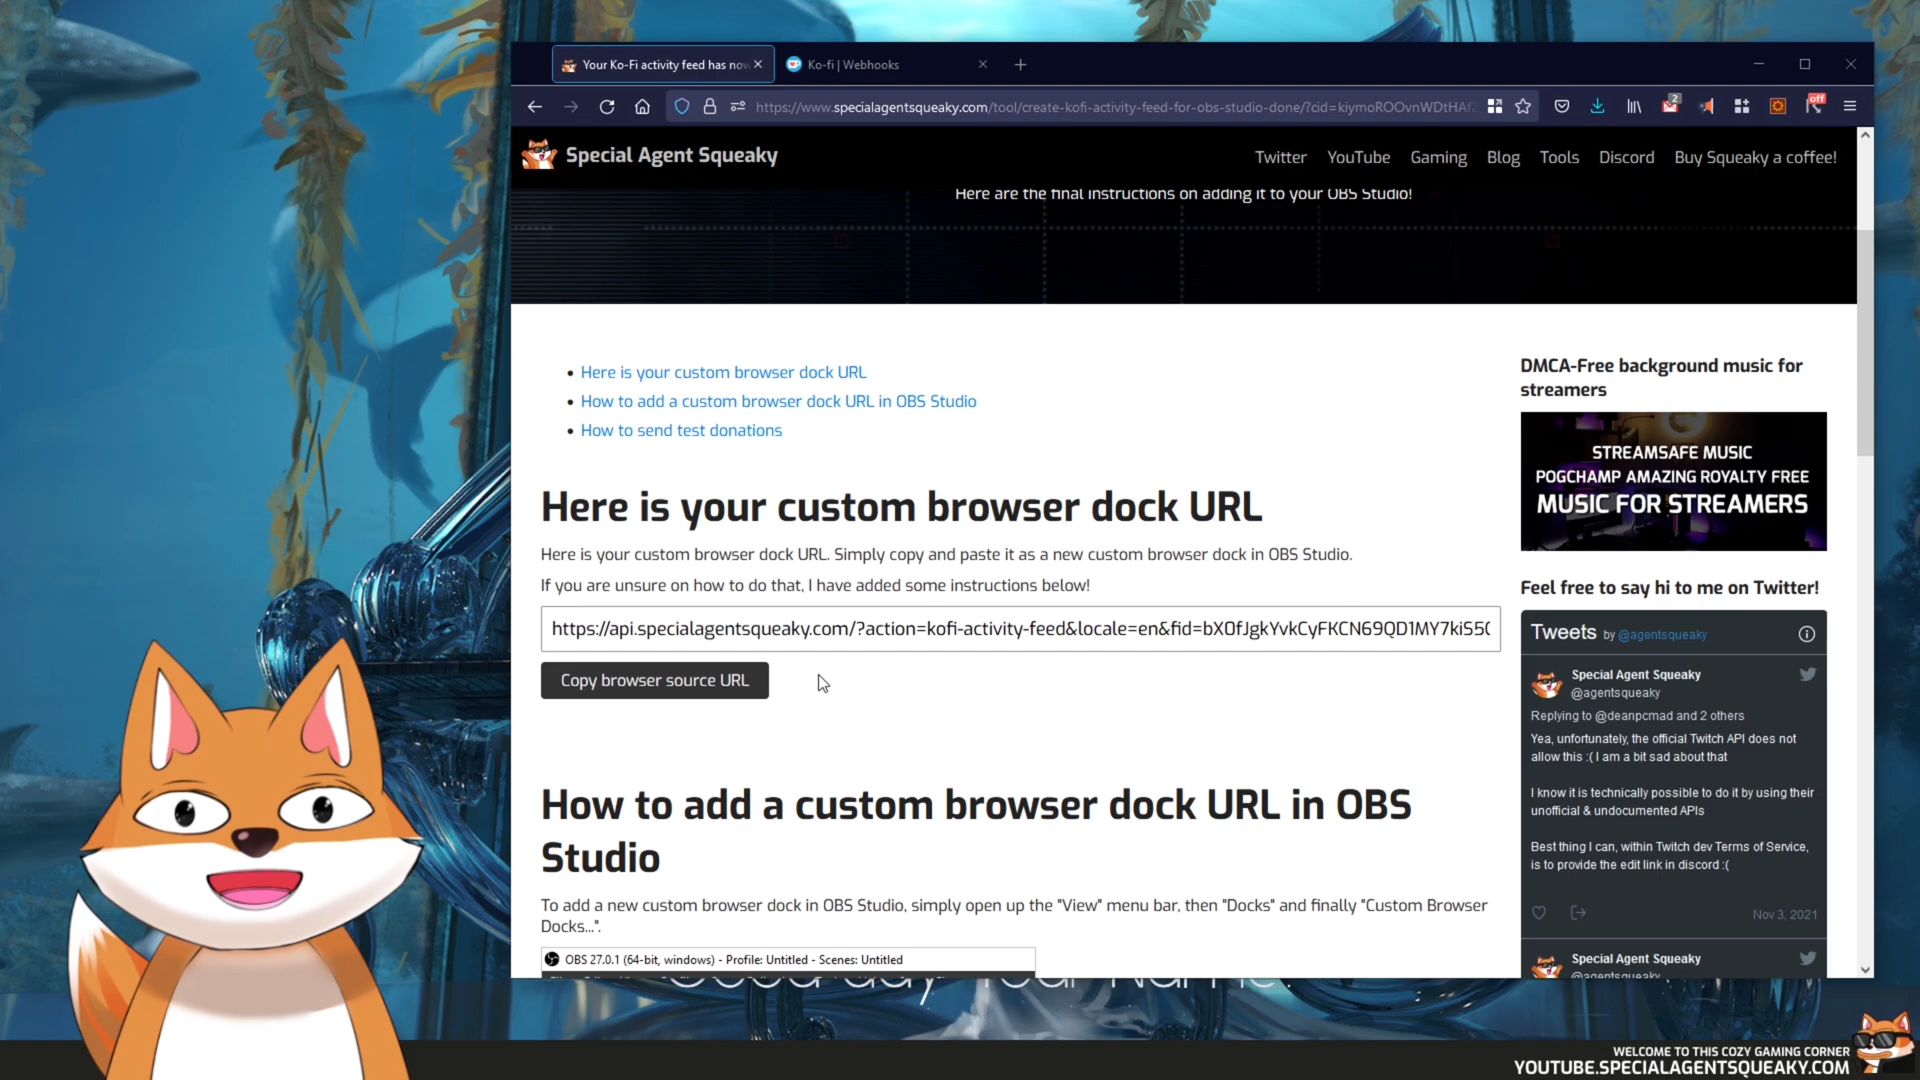 Your Ko-Fi activity feed has now
Ko-fi | Webhooks
https://www.specialagentsqueaky.com/tool/create-kofi-activity-feed-for-obs-studio-done/?cid=kiymoROOvnWDtHAf
2
off
Special Agent Squeaky
Twitter
YouTube
Gaming
Blog
Tools
Discord
Buy Squeaky a coffee!
Here are the final instructions on adding it to your OBS Studio!
• Here is your custom browser dock URL
• How to add a custom browser dock URL in OBS Studio
• How to send test donations
Here is your custom browser dock URL
Here is your custom browser dock URL. Simply copy and paste it as a new custom browser dock in OBS Studio.
If you are unsure on how to do that, I have added some instructions below!
https://api.specialagentsqueaky.com/?action=kofi-activity-feed&locale=en&fid=bX0fJgkYvkCyFKCN69QD1MY7kiS5(
Copy browser source URL
How to add a custom browser dock URL in OBS
Studio
To add a new custom browser dock in OBS Studio, simply open up the "View" menu bar, then "Docks" and finally "Custom Browser
Docks...".
OBS 27.0.1 (64-bit, windows) - Profile: Untitled - Scenes: Untitled
DMCA-Free background music for
streamers
STREAMSAFE MUSIC
POGCHAMP AMAZING ROYALTY FREE
MUSIC FOR STREAMERS
Feel free to say hi to me on Twitter!
Tweets by @agentsqueaky
Special Agent Squeaky
@agentsqueaky
Replying to @deanpcmad and 2 others
Yea, unfortunately, the official Twitch API does not
allow this :( I am a bit sad about that
I know it is technically possible to do it by using their
unofficial & undocumented APIs
Best thing I can, within Twitch dev Terms of Service,
is to provide the edit link in discord :(
Nov 3, 2021
Special Agent Squeaky
@agentsqueaky
WELCOME TO THIS COZY GAMING CORNER
YOUTUBE.SPECIALAGENTSQUEAKY.COM